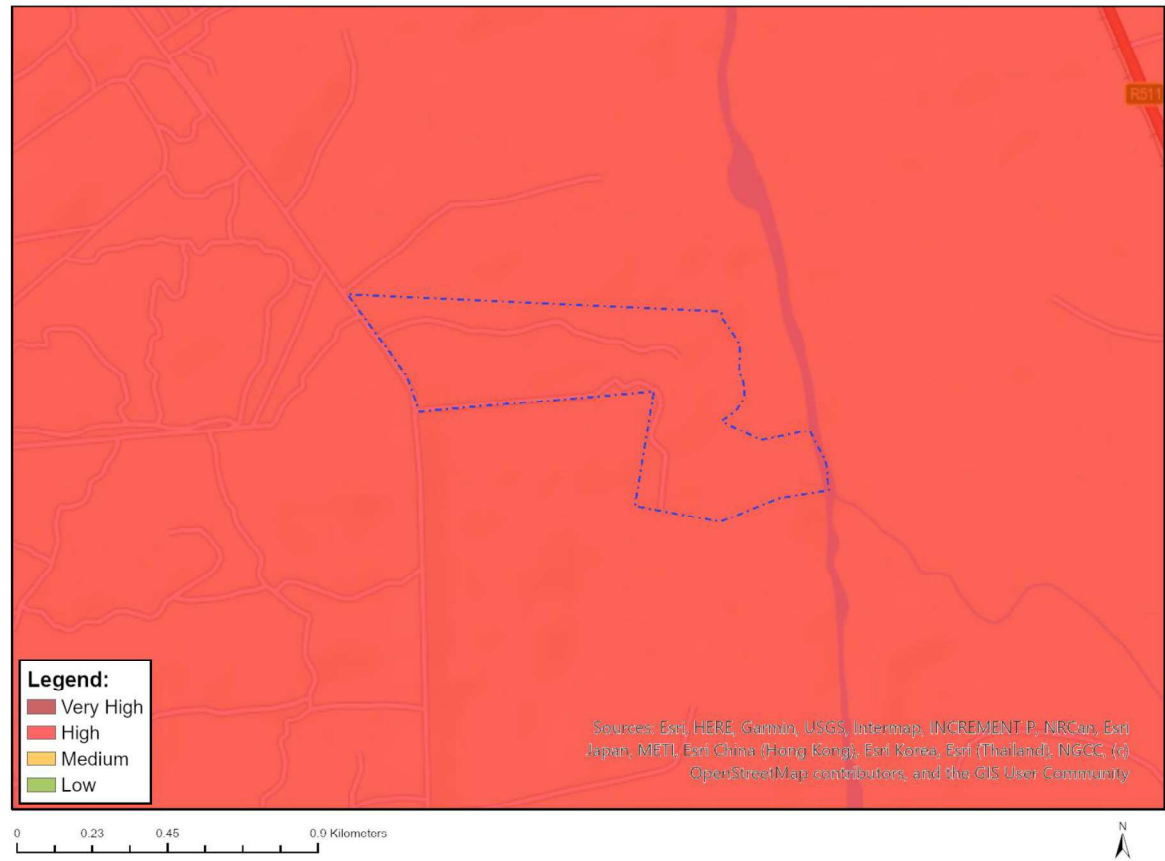 R511
Legend:
Very High
High
Medium
Low
Sources: Esri, HERE, Garmin, USGS, Intermap, INCREMENT P, NRCan, Esri
Japan, METI, Esri China (Hong Kong), Esri Korea, Esri (Thailand), NGCC, (c)
OpenStreetMap contributors, and the GIS User Community
0 0.23 0.45 0.9 Kilometers
N